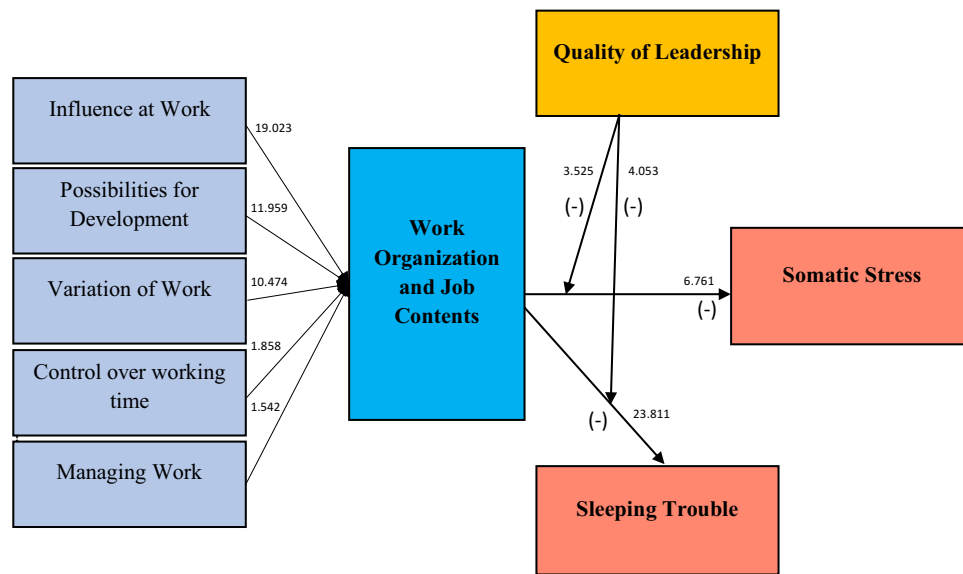 Quality of Leadership
Influence at Work
19.023
Possibilities for
Development
11.959
3.525
4.053
(-)
(-)
Work
Organization
and Job
Contents
Variation of Work
10.474
Somatic Stress
6.761
(-)
Control over working
time
1.858
1.542
23.811
(-)
Managing Work
Sleeping Trouble